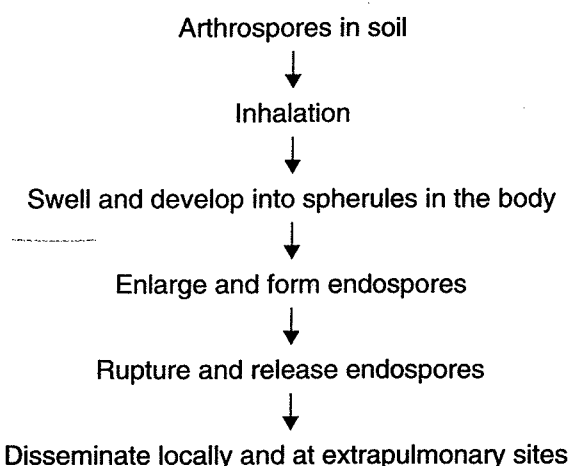 Arthrospores in soil
Inhalation
Swell and develop into spherules in the body
Enlarge and form endospores
Rupture and release endospores
Disseminate locally and at extrapulmonary sites